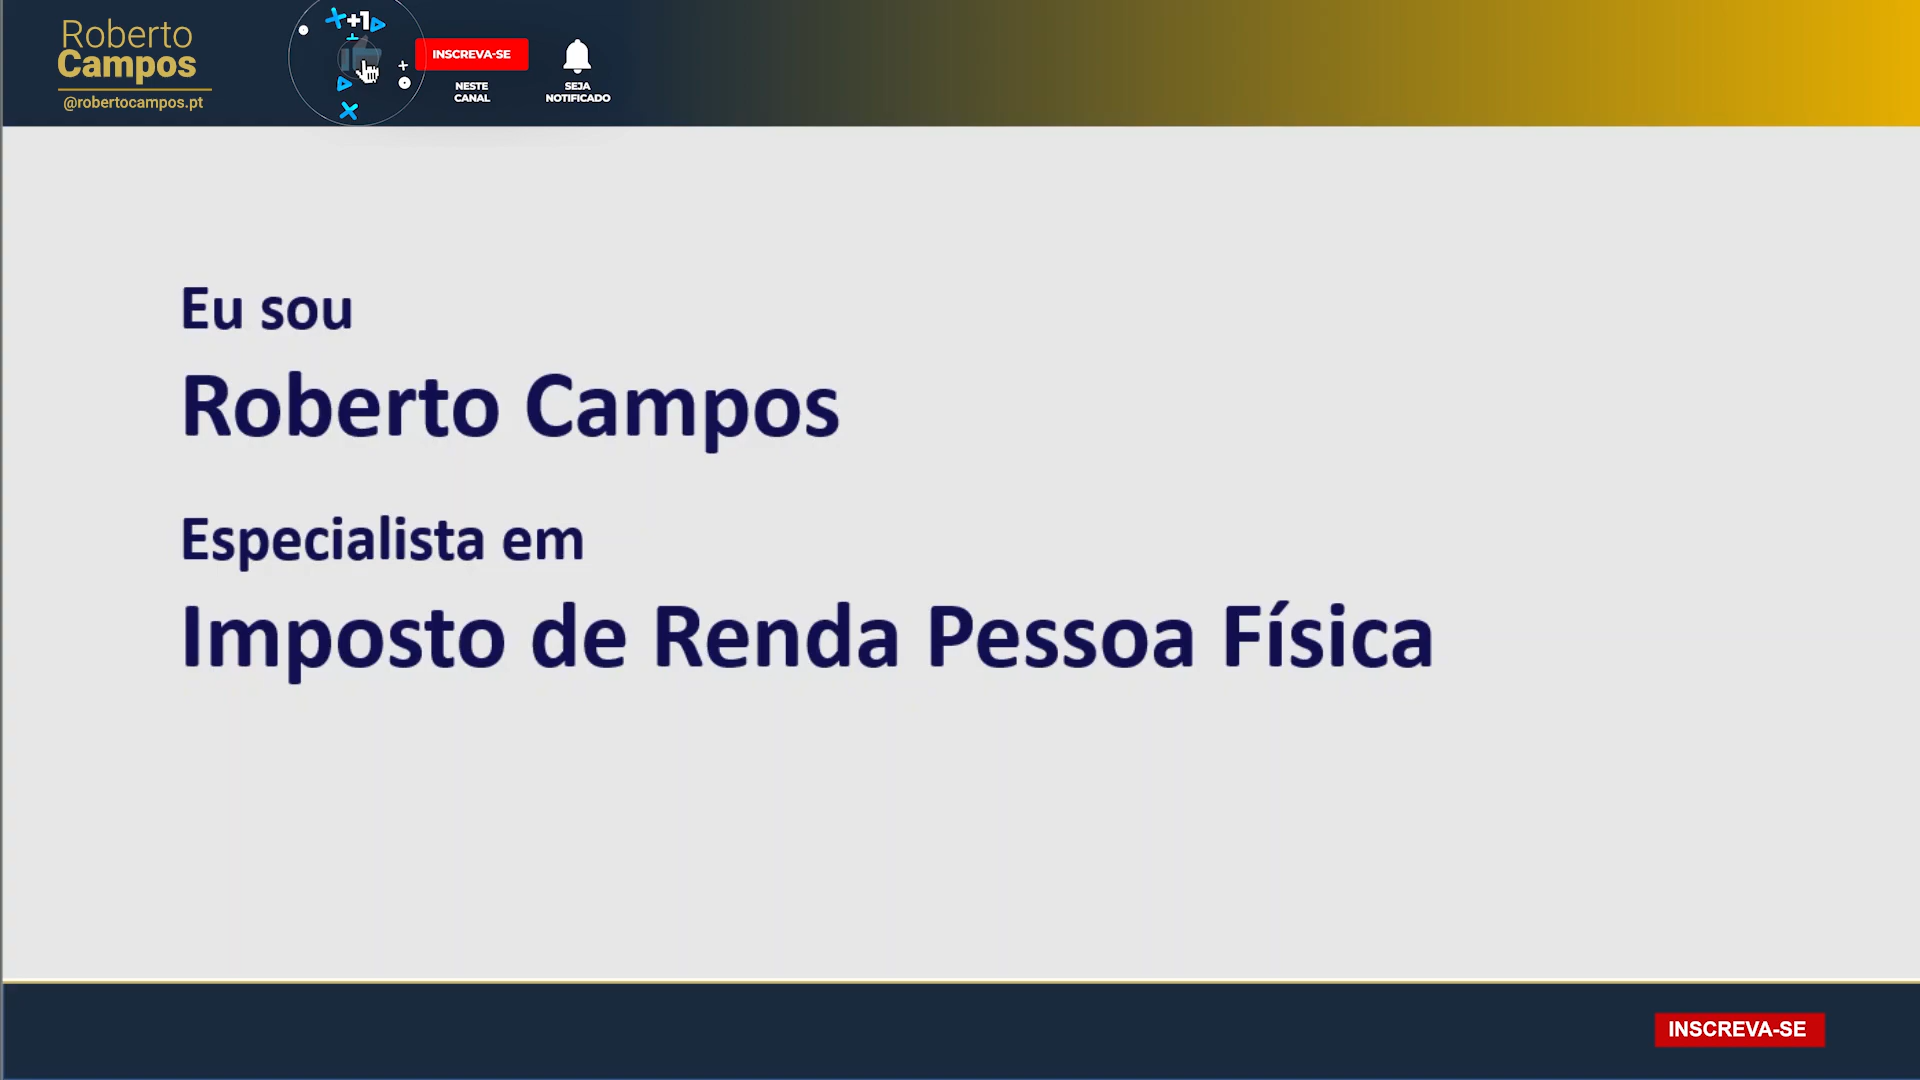 Roberto
Campos
@robertocampos.pt
+1
INSCREVA-SE
NESTE
CANAL
SEJA
NOTIFICADO
Eu sou
Roberto Campos
Especialista em
Imposto de Renda Pessoa Física
INSCREVA-SE